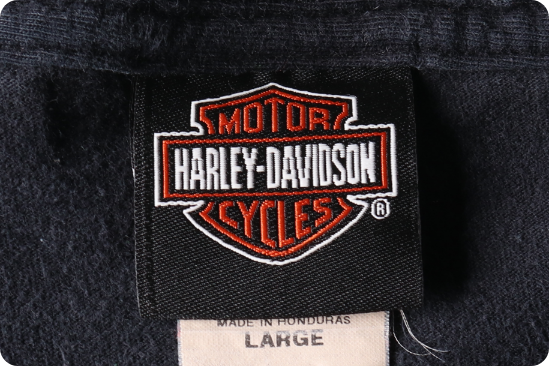 MOTOR
HARLEY-DAVIDSON
CYCLES ®
MADE IN HONDURAS
LARGE